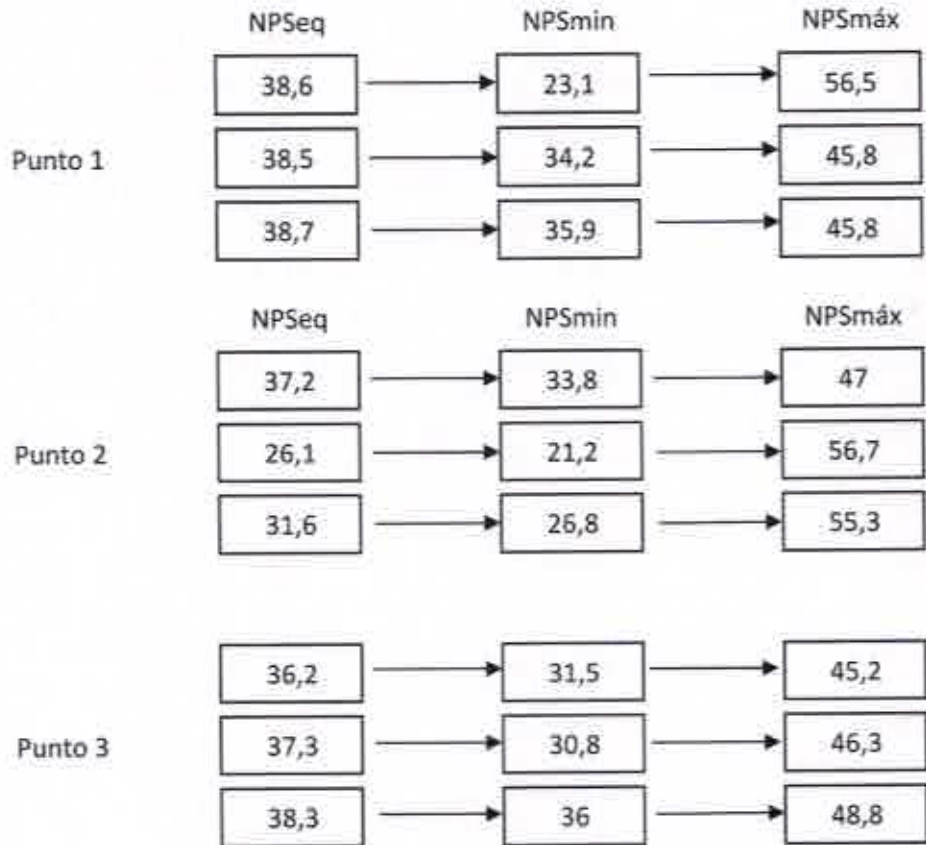 NPSeq NPSmin NPSmáx
38,6 23,1 56,5
Punto 1 38,5 34,2 45,8
38,7 35,9 45,8
NPSeq NPSmin NPSmáx
37,2 33,8 47
Punto 2 26,1 21,2 56,7
31,6 26,8 55,3
36,2 31,5 45,2
Punto 3 37,3 30,8 46,3
38,3 36 48,8